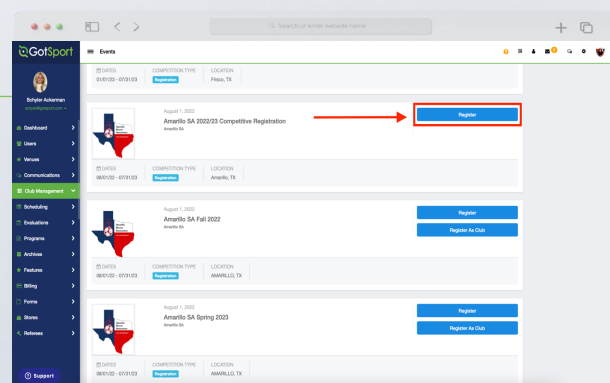 Search or enter website name
GotSport
Events
Schyler Ackerman
DATES
COMPETITION TYPE
LOCATION
01/01/23 - 07/31/23
Registration
Frisco, TX
August 1, 2022
Amarillo SA 2022/23 Competitive Registration
Amarillo SA
Register
DATES
COMPETITION TYPE
LOCATION
08/01/22 - 07/31/23
Registration
Amarillo, TX
August 1, 2022
Amarillo SA Fall 2022
Amarillo SA
Register
Register As Club
DATES
COMPETITION TYPE
LOCATION
08/01/22 - 07/31/23
Registration
AMARILLO, TX
August 1, 2022
Amarillo SA Spring 2023
Amarillo SA
Register
Register As Club
DATES
COMPETITION TYPE
LOCATION
08/01/22 - 07/31/23
Registration
AMARILLO, TX
Dashboard
Users
Venues
Communications
Club Management
Scheduling
Evaluations
Programs
Archives
Features
Billing
Forms
Stores
Referees
Support